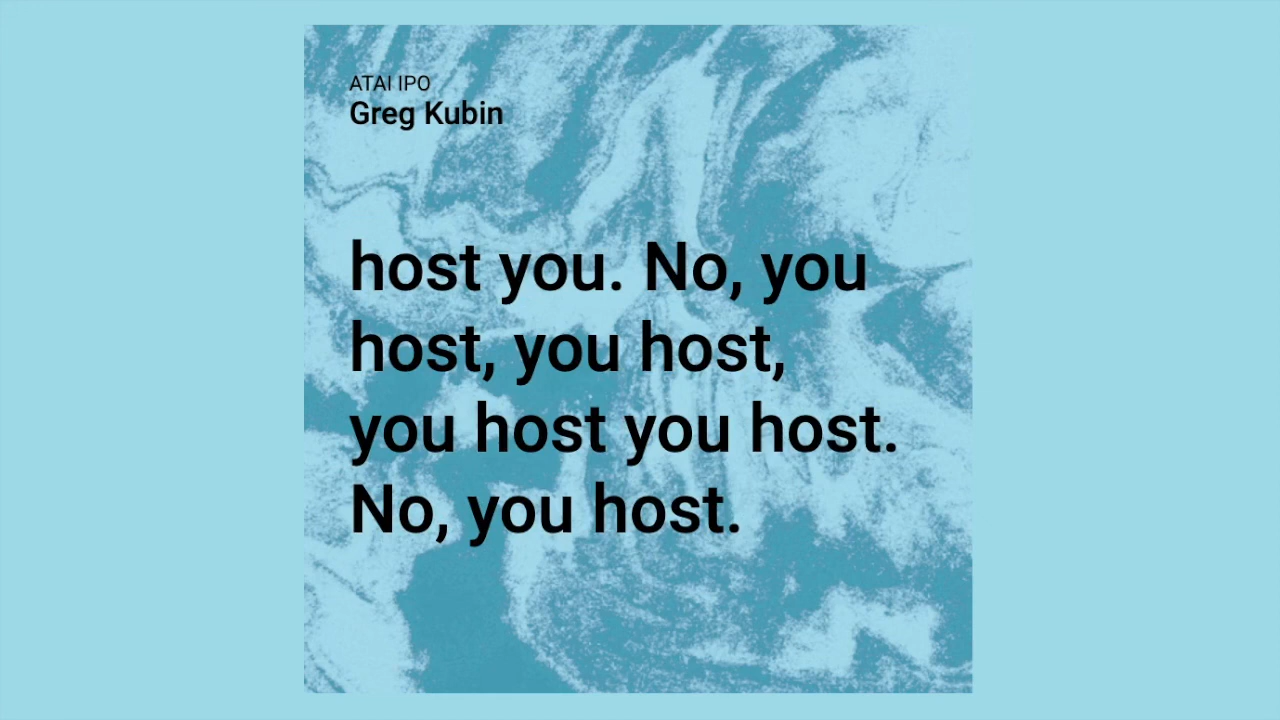 ATAI IPO
Greg Kubin
host you. No, you
host, you host,
you host you host.
No, you host.